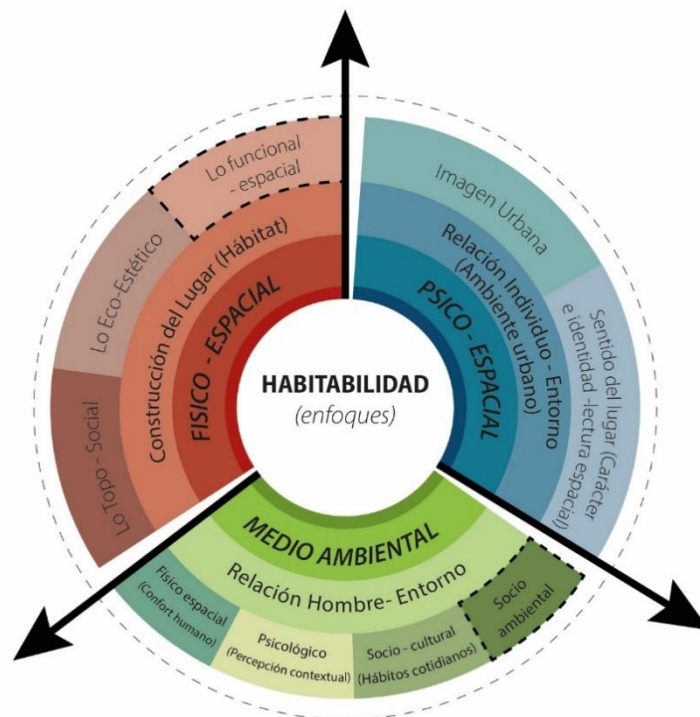 HABITABILIDAD
(enfoques)
FISICO - ESPACIAL
Construcción del Lugar (Hábitat)
Lo funcional
- espacial
Lo Eco-Estético
Lo Topo - Social
PSICO - ESPACIAL
Relación Individuo - Entorno
(Ambiente urbano)
Imagen Urbana
Sentido del lugar (Carácter
e identidad -lectura espacial)
MEDIO AMBIENTAL
Relación Hombre- Entorno
Físico espacial
(Confort humano)
Psicológico
(Percepción contextual)
Socio - cultural
(Hábitos cotidianos)
Socio
ambiental